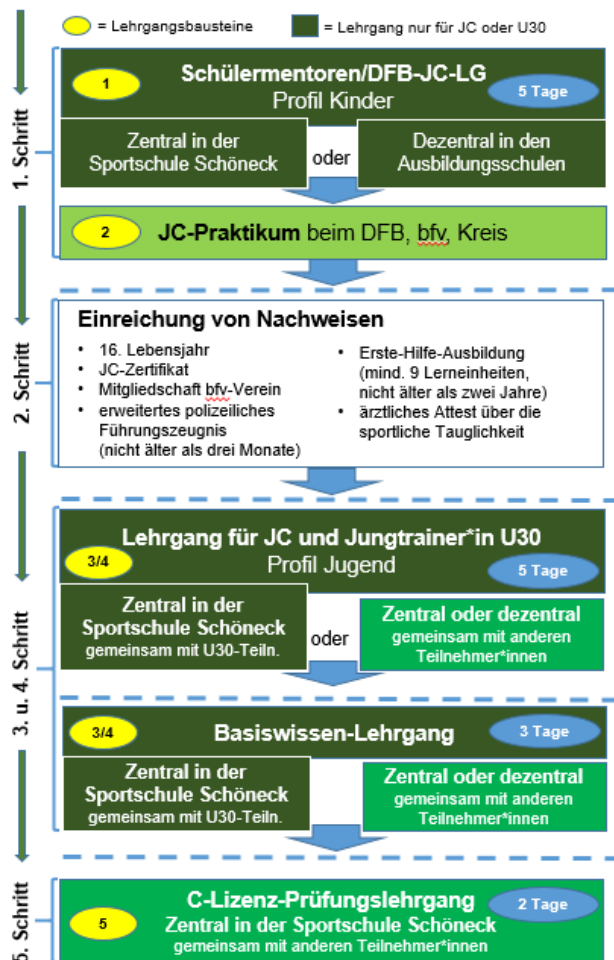 = Lehrgangsbausteine
= Lehrgang nur für JC oder U30
1. Schritt
1
Schülermentoren/DFB-JC-LG
Profil Kinder
5 Tage
Zentral in der
Sportschule Schöneck
oder
Dezentral in den
Ausbildungsschulen
2
JC-Praktikum beim DFB, bfv, Kreis
2. Schritt
Einreichung von Nachweisen
• 16. Lebensjahr
• JC-Zertifikat
• Mitgliedschaft bfv-Verein
• erweitertes polizeiliches
Führungszeugnis
(nicht älter als drei Monate)
• Erste-Hilfe-Ausbildung
(mind. 9 Lerneinheiten,
nicht älter als zwei Jahre)
• ärztliches Attest über die
sportliche Tauglichkeit
3. u. 4. Schritt
Lehrgang für JC und Jungtrainer*in U30
3/4
Profil Jugend
5 Tage
Zentral in der
Sportschule Schöneck
gemeinsam mit U30-Teiln.
oder
Zentral oder dezentral
gemeinsam mit anderen
Teilnehmer*innen
3/4
Basiswissen-Lehrgang
3 Tage
Zentral in der
Sportschule Schöneck
gemeinsam mit U30-Teiln.
Zentral oder dezentral
gemeinsam mit anderen
Teilnehmer*innen
5. Schritt
5
C-Lizenz-Prüfungslehrgang
2 Tage
Zentral in der Sportschule Schöneck
gemeinsam mit anderen Teilnehmer*innen